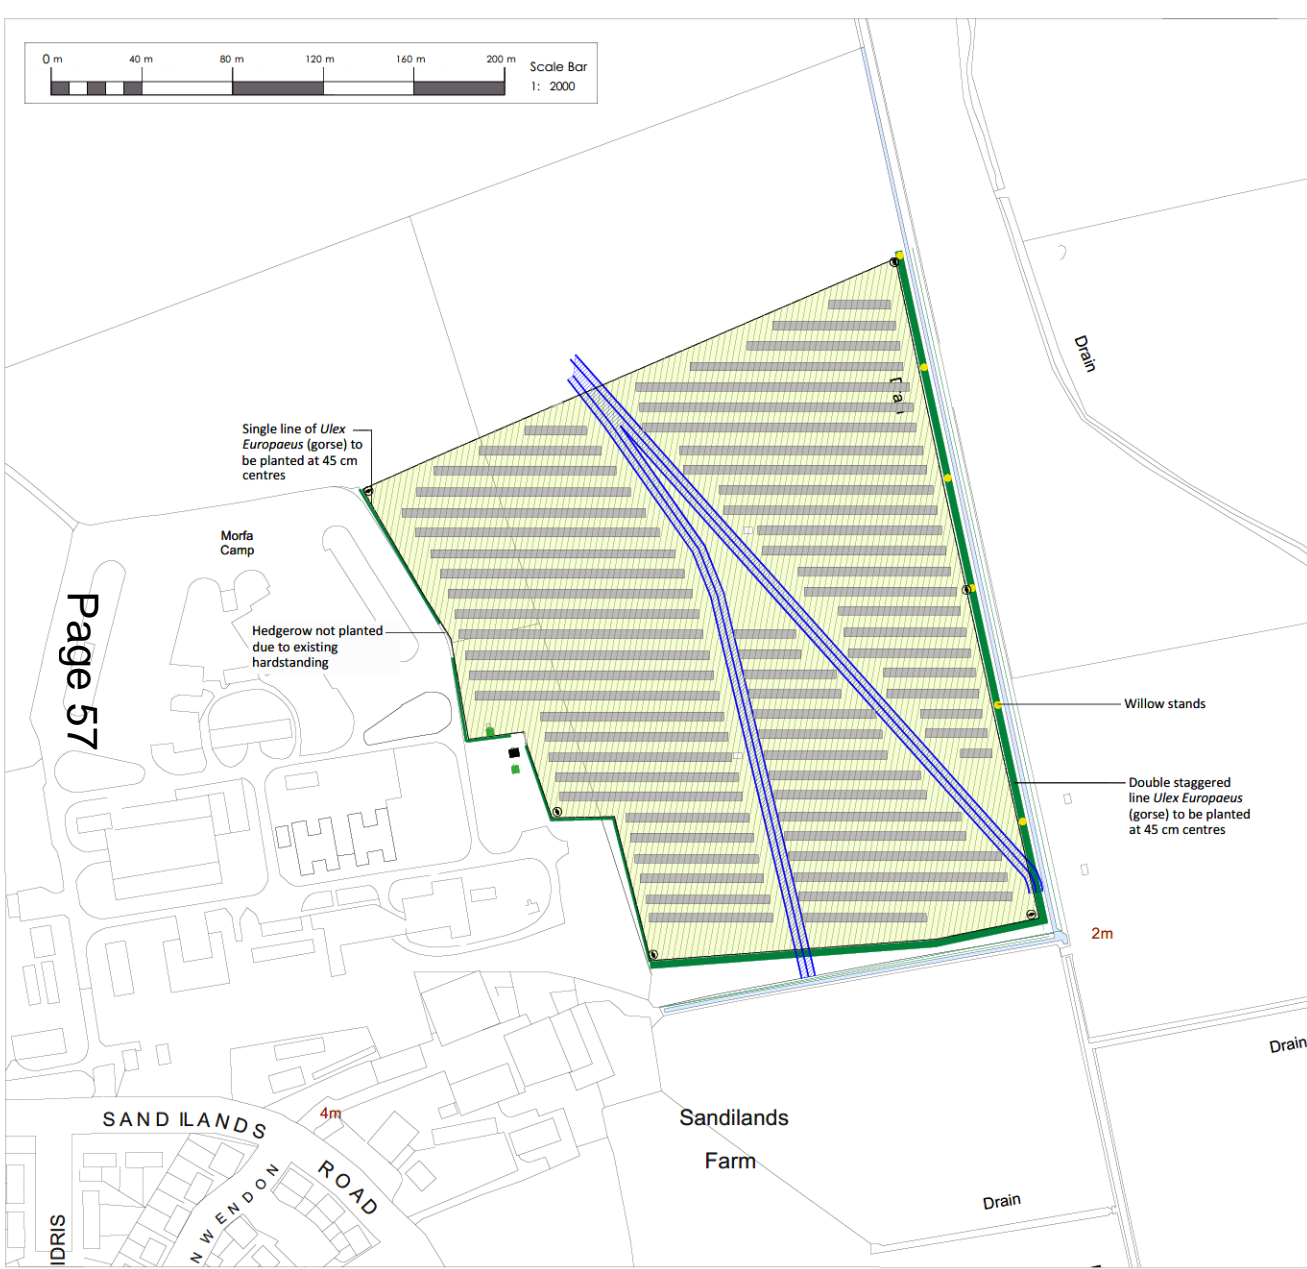 0 m 40 m 80 m 120 m 160 m 200 m
Scale Bar
1: 2000
Drain
Single line of Ulex
Europaeus (gorse) to
be planted at 45 cm
centres
Morfa
Camp
Page 57
Hedgerow not planted
due to existing
hardstanding
Willow stands
Double staggered
line Ulex Europaeus
(gorse) to be planted
at 45 cm centres
2m
Drain
SANDILANDS
ROAD
4m
Sandilands
Farm
Drain
NWENDON
IDRIS